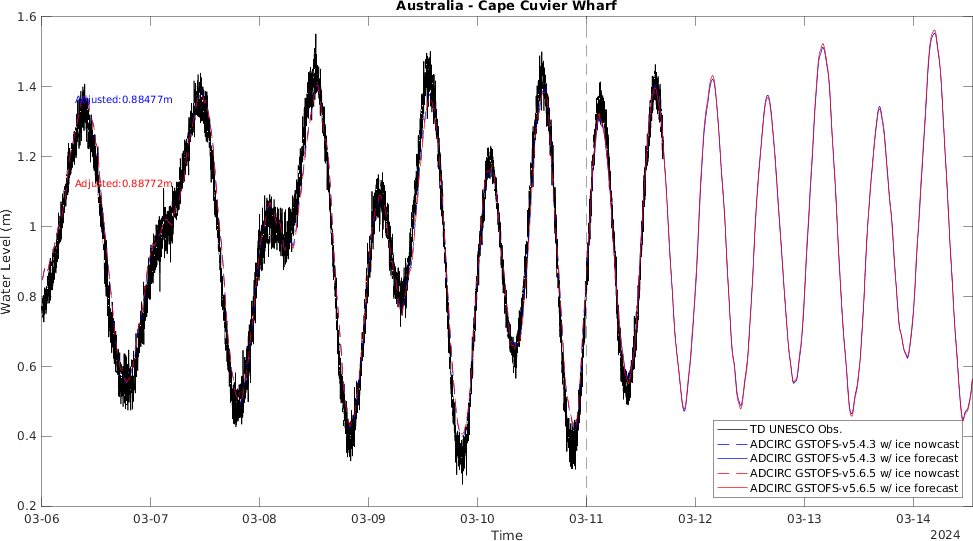 Australia - Cape Cuvier Wharf
1.6
1.4
1.2
1
0.8
0.6
0.4
0.2
Water Level (m)
Adjusted:0.88477m
Adjusted:0.88772m
TD UNESCO Obs.
ADCIRC GSTOFS-v5.4.3 w/ ice nowcast
ADCIRC GSTOFS-v5.4.3 w/ ice forecast
ADCIRC GSTOFS-v5.6.5 w/ ice nowcast
ADCIRC GSTOFS-v5.6.5 w/ ice forecast
03-06 03-07 03-08 03-09 03-10 03-11 03-12 03-13 03-14
Time
2024